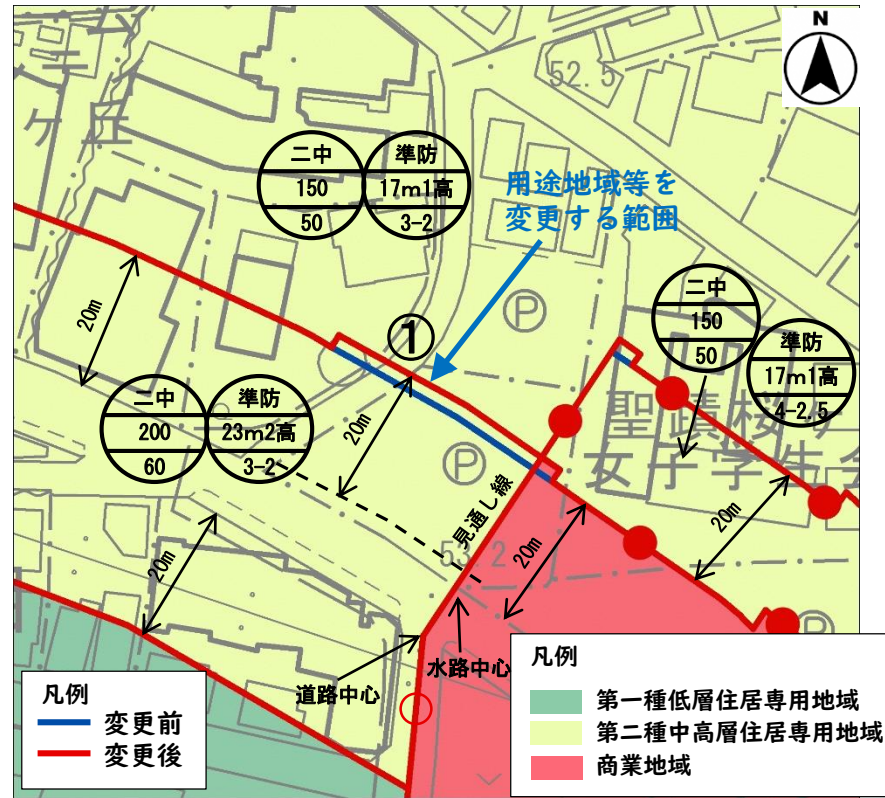 N
52.5
ケ丘
二中
150
50
準防
17m1高
3-2
用途地域等を
変更する範囲
二中
150
50
準防
17m1高
4-2.5
20m
①
P
聖蹟桜ケ
女子学生会
二中
200
60
準防
23m2高
3-2
20m
P
見通し線
53.2
20m
20m
20m
P
道路中心
水路中心
凡例
変更前
変更後
凡例
第一種低層住居専用地域
第二種中高層住居専用地域
商業地域